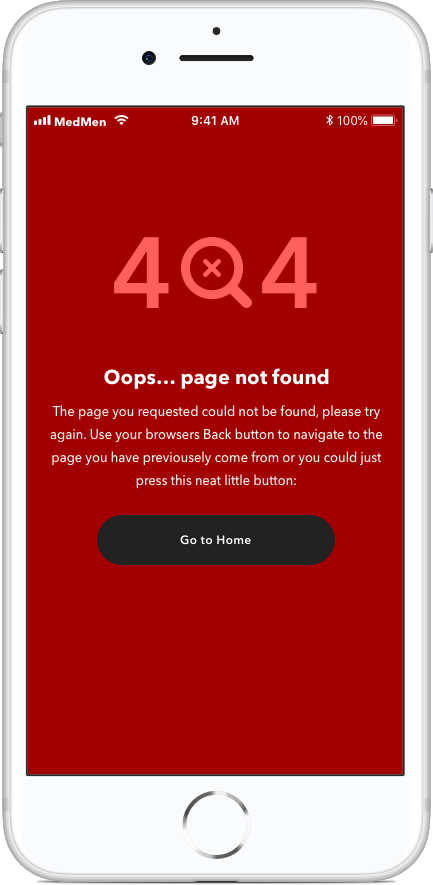 MedMen 9:41 AM 100%
404
Oops... page not found
The page you requested could not be found, please try
again. Use your browsers Back button to navigate to the
page you have previousely come from or you could just
press this neat little button:
Go to Home